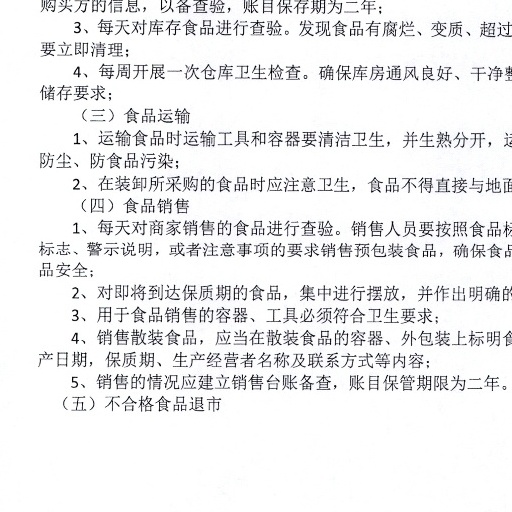 购买方的信息，以备查验，账目保存期为二年；
3、每天对库存食品进行查验。发现食品有腐烂、变质、超过
要立即清理；
4、每周开展一次仓库卫生检查。确保库房通风良好、干净整
储存要求；
（三）食品运输
1、运输食品时运输工具和容器要清洁卫生，并生熟分开，运
防尘、防食品污染；
2、在装卸所采购的食品时应注意卫生，食品不得直接与地面
（四）食品销售
1、每天对商家销售的食品进行查验。销售人员要按照食品标
标志、警示说明，或者注意事项的要求销售预包装食品，确保食品
品安全；
2、对即将到达保质期的食品，集中进行摆放，并作出明确的
3、用于食品销售的容器、工具必须符合卫生要求；
4、销售散装食品，应当在散装食品的容器、外包装上标明食
产日期，保质期、生产经营者名称及联系方式等内容；
5、销售的情况应建立销售台账备查，账目保管期限为二年。
（五）不合格食品退市